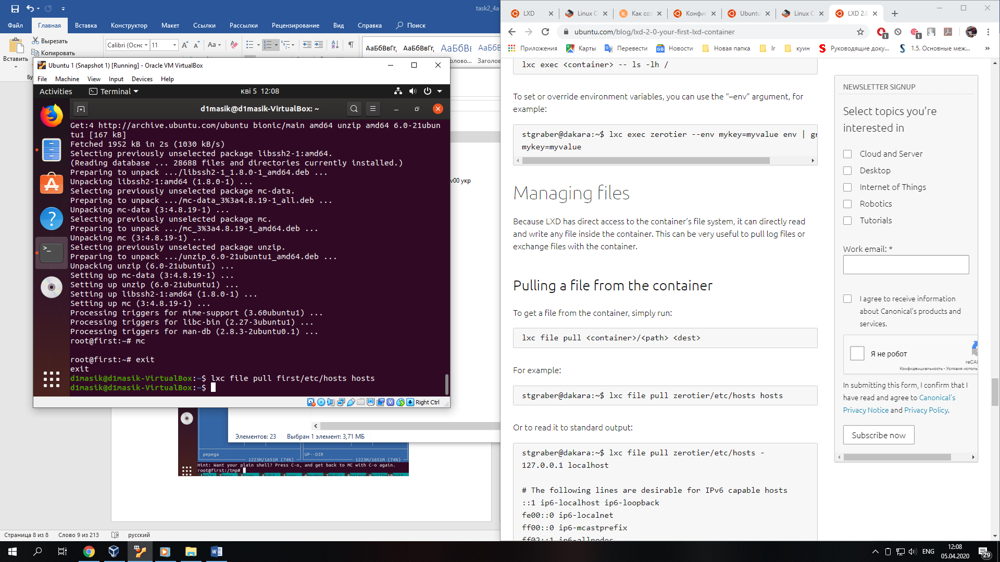 task2_4a
Файл
Главная
Вставка
Конструктор
Макет
Ссылки
Рассылки
Рецензирование
Вид
Справка
Поиск
Вставить
Вырезать
Копировать
Calibri (Оснс
11
Aa
АаБбВвГг,
АаБбВвГг,
Ubuntu 1 (Snapshot 1) [Running] - Oracle VM VirtualBox
File Machine View Input Devices Help
Activities
Terminal
кві 5 12:08
d1masik@d1masik-VirtualBox: ~
Get:4 http://archive.ubuntu.com/ubuntu bionic/main amd64 unzip amd64 6.0-21ubun
tu1 [167 kB]
Fetched 1952 kB in 2s (1030 kB/s)
Selecting previously unselected package libssh2-1:amd64.
(Reading database ... 28688 files and directories currently installed.)
Preparing to unpack .../libssh2-1_1.8.0-1_amd64.deb ...
Unpacking libssh2-1:amd64 (1.8.0-1) ...
Selecting previously unselected package mc-data.
Preparing to unpack .../mc-data_3%3a4.8.19-1_all.deb ...
Unpacking mc-data (3:4.8.19-1) ...
Selecting previously unselected package mc.
Preparing to unpack .../mc_3%3a4.8.19-1_amd64.deb ...
Unpacking mc (3:4.8.19-1) ...
Selecting previously unselected package unzip.
Preparing to unpack .../unzip_6.0-21ubuntu1_amd64.deb ...
Unpacking unzip (6.0-21ubuntu1) ...
Setting up mc-data (3:4.8.19-1) ...
Setting up unzip (6.0-21ubuntu1) ...
Setting up libssh2-1:amd64 (1.8.0-1) ...
Setting up mc (3:4.8.19-1) ...
Processing triggers for mime-support (3.60ubuntu1) ...
Processing triggers for libc-bin (2.27-3ubuntu1) ...
Processing triggers for man-db (2.8.3-2ubuntu0.1) ...
root@first:~# mc
root@first:~# exit
exit
d1masik@d1masik-VirtualBox:~$ lxc file pull first/etc/hosts hosts
d1masik@d1masik-VirtualBox:~$
Right Ctrl
v00 укр
Элементов: 23 Выбран 1 элемент: 3,71 МБ
pepega
UP--DIR
1223M/1651M (74%)
1223M/1651M (74%)
Hint: Want your plain shell? Press C-o, and get back to MC with C-o again.
root@first:/tmp#
Страница 8 из 8
Слово 9 из 213
русский
LXD
Linux C
Как соз
Конфиг
Ubuntu
Linux C
LXD 2.0
ubuntu.com/blog/lxd-2-0-your-first-lxd-container
Приложения
Карты
Перевести
Новости
Новая папка
lr
куин
Руководящие доку...
1.5. Основные меж...
lxc exec <container> -- ls -lh /
To set or override environment variables, you can use the “–env” argument, for
example:
stgraber@dakara:~$ lxc exec zerotier --env mykey=myvalue env | gr
mykey=myvalue
Managing files
Because LXD has direct access to the container’s file system, it can directly read
and write any file inside the container. This can be very useful to pull log files or
exchange files with the container.
Pulling a file from the container
To get a file from the container, simply run:
lxc file pull <container>/<path> <dest>
For example:
stgraber@dakara:~$ lxc file pull zerotier/etc/hosts hosts
Or to read it to standard output:
stgraber@dakara:~$ lxc file pull zerotier/etc/hosts -
127.0.0.1 localhost
# The following lines are desirable for IPv6 capable hosts
::1 ip6-localhost ip6-loopback
fe00::0 ip6-localnet
ff00::0 ip6-mcastprefix
ff02::1 ip6-allnodes
NEWSLETTER SIGNUP
Select topics you’re
interested in
Cloud and Server
Desktop
Internet of Things
Robotics
Tutorials
Work email: *
I agree to receive information
about Canonical’s products and
services.
Я не робот
reCA
Конфиденциальность - Условия исполь
In submitting this form, I confirm that I
have read and agree to Canonical’s
Privacy Notice and Privacy Policy.
Subscribe now
ENG
12:08
05.04.2020
29